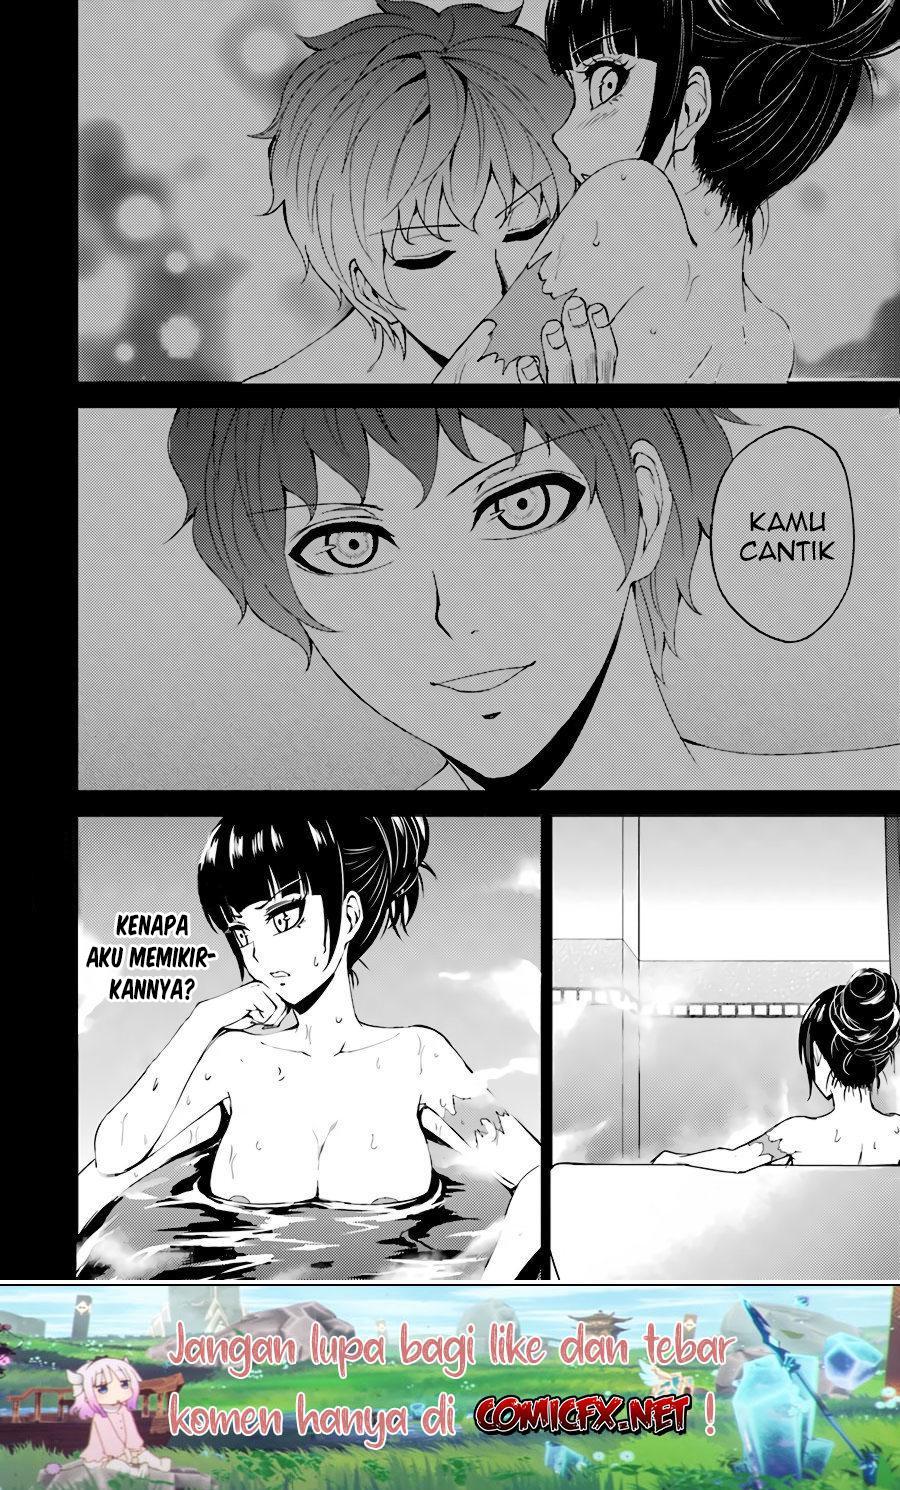 KAMU
CANTIK
KENAPA
AKU MEMIKIR-
KANNYA?
Jangan lupa bagi like dan tebar
komen hanya di COMICFX.NET !